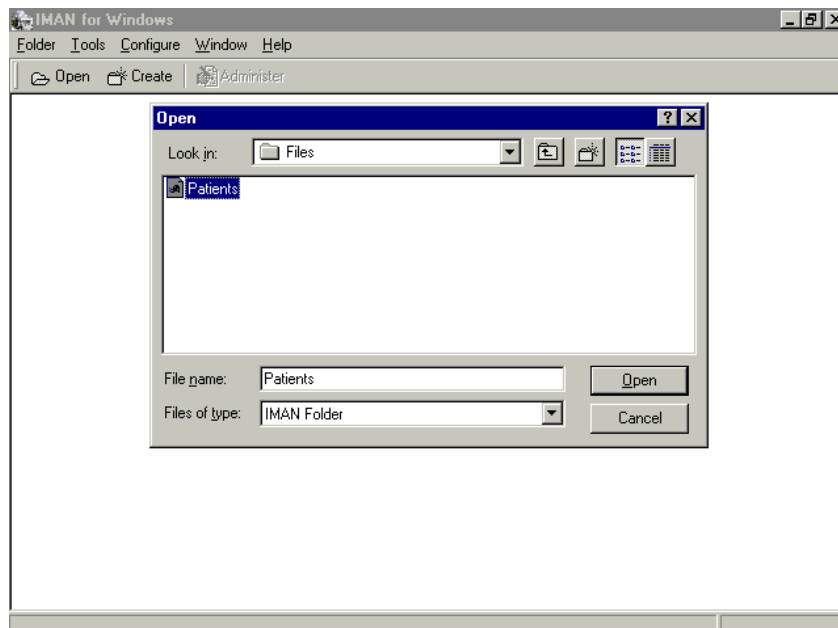 IMAN for Windows
Folder Tools Configure Window Help
Open Create Administer
Open
Look in: Files
Patients
File name: Patients Open
Files of type: IMAN Folder Cancel